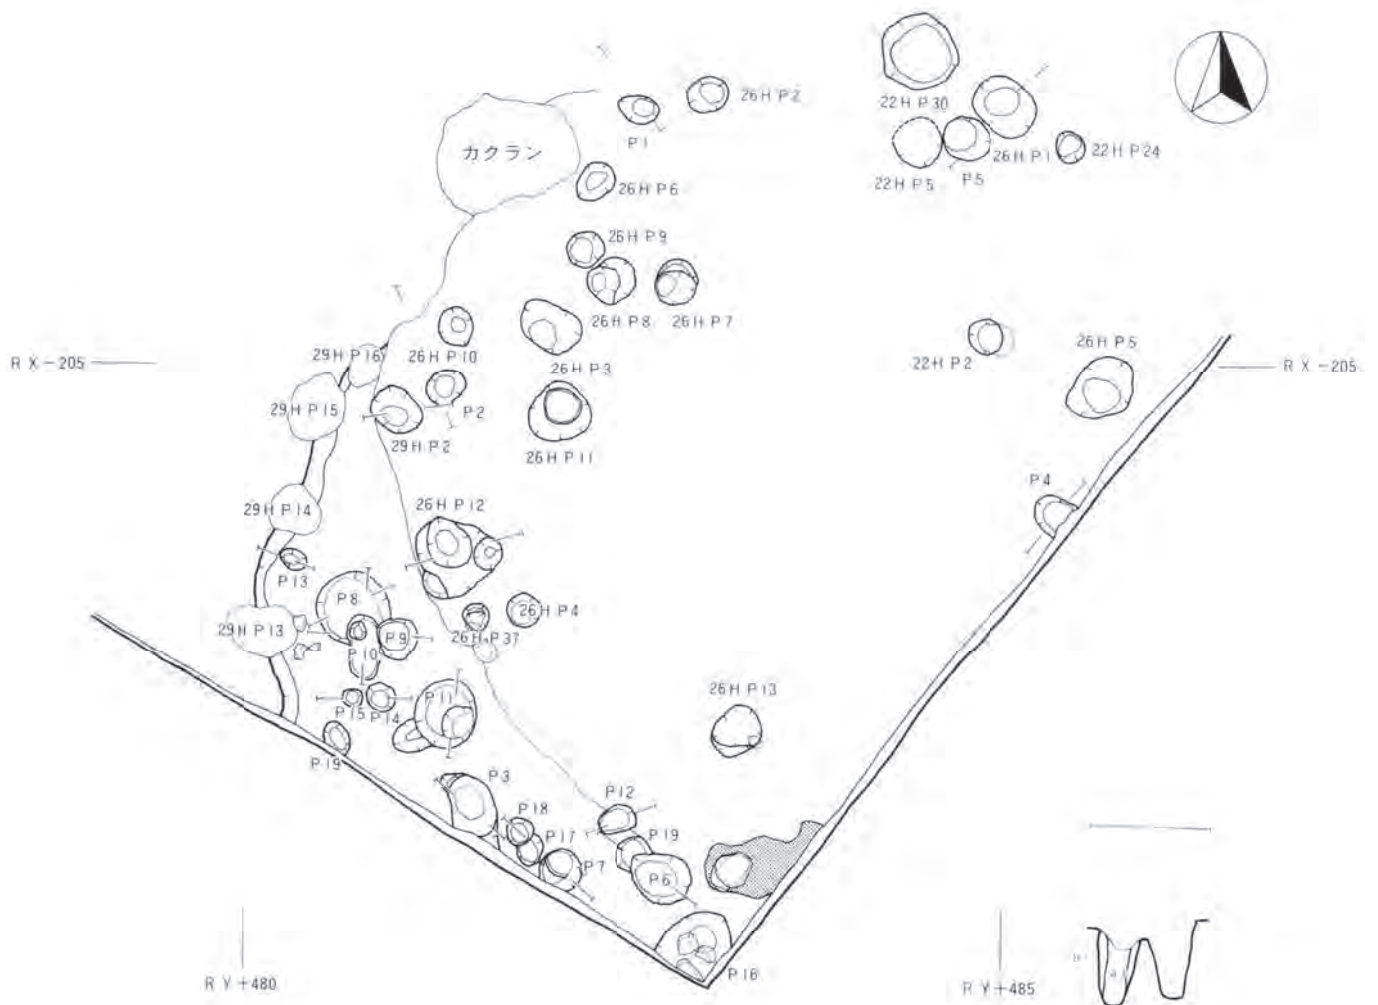 26H P2
P1
カクラン
22H P30
26H P1
22H P24
22H P5
P5
26H P6
26H P9
26H P8
26H P7
29H P16
26H P10
26H P3
22H P2
26H P5
R X-205
R X-205
29H P15
P2
29H P2
26H P11
P4
29H P14
26H P12
P13
P8
26H P4
29H P13
P9
26H P37
P10
26H P13
P15
P14
P11
P19
P3
P12
P18
P17
P19
P7
P6
P16
R Y+480
R Y+485